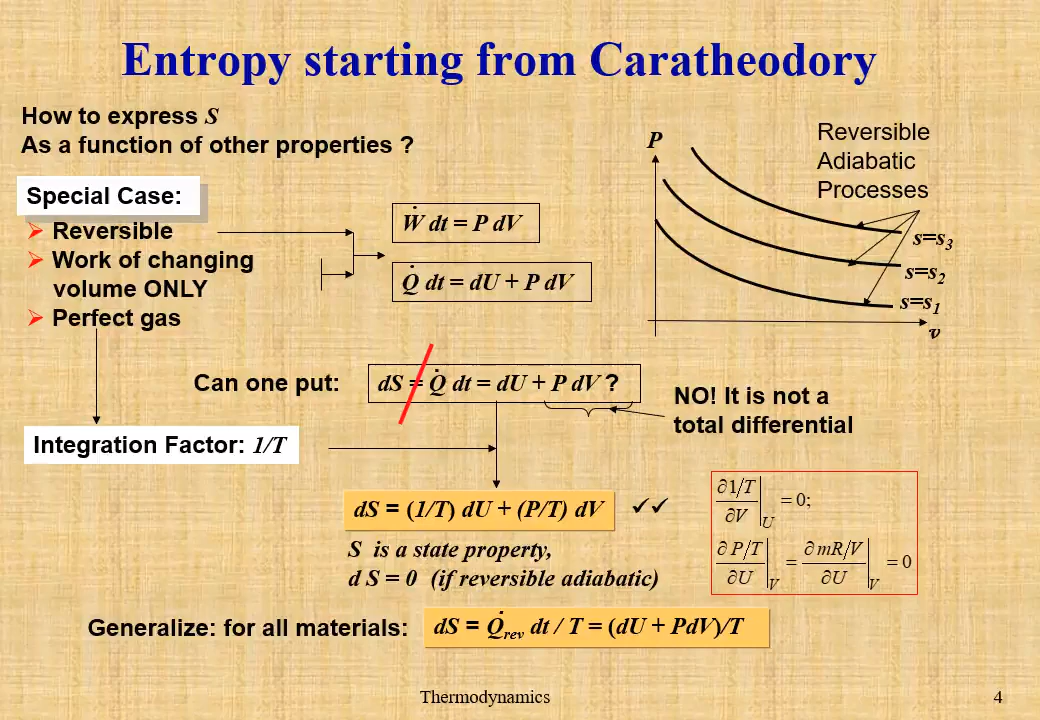 Entropy starting from Caratheodory
How to express S
As a function of other properties ?
Special Case:
➢ Reversible
➢ Work of changing
volume ONLY
➢ Perfect gas
Ẇ dt = P dV
Q̇ dt = dU + P dV
P
Reversible
Adiabatic
Processes
s=s₃
s=s₂
s=s₁
v
Can one put:
dS = Q̇ dt = dU + P dV ?
NO! It is not a
total differential
Integration Factor: 1/T
dS = (1/T) dU + (P/T) dV
✓✓
S is a state property,
d S = 0 (if reversible adiabatic)
∂1/T/∂V|U = 0;
∂ P/T/∂U|V = ∂ mR/V/∂U|V = 0
Generalize: for all materials:
dS = Q̇rev dt / T = (dU + PdV)/T
Thermodynamics
4